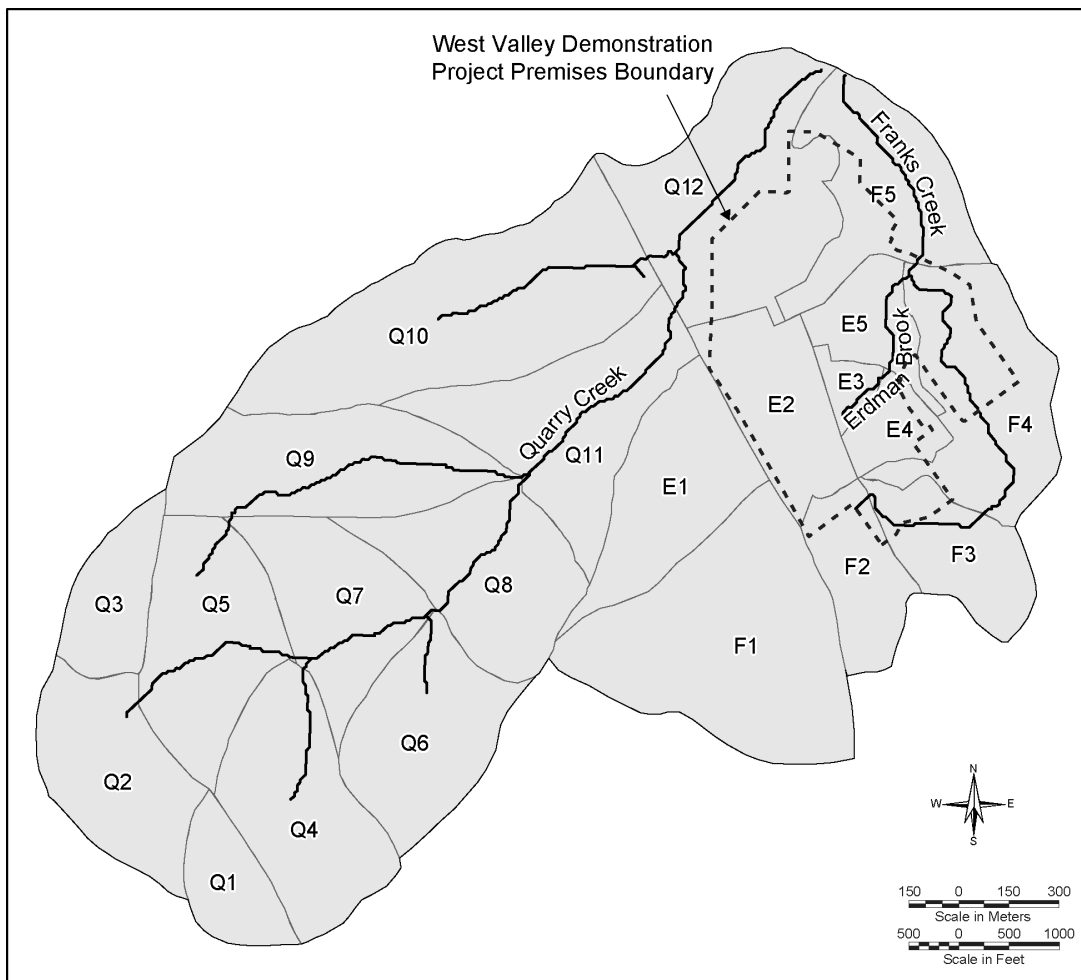 West Valley Demonstration
Project Premises Boundary
Franks Creek
Q12
F5
Q10
E5
Erdman Brook
E3
E2
E4
F4
Quarry Creek
Q9
Q11
E1
Q3
Q5
Q7
Q8
F2
F3
F1
Q2
Q6
Q4
Q1
N
W E
S
150 0 150 300
Scale in Meters
500 0 500 1000
Scale in Feet